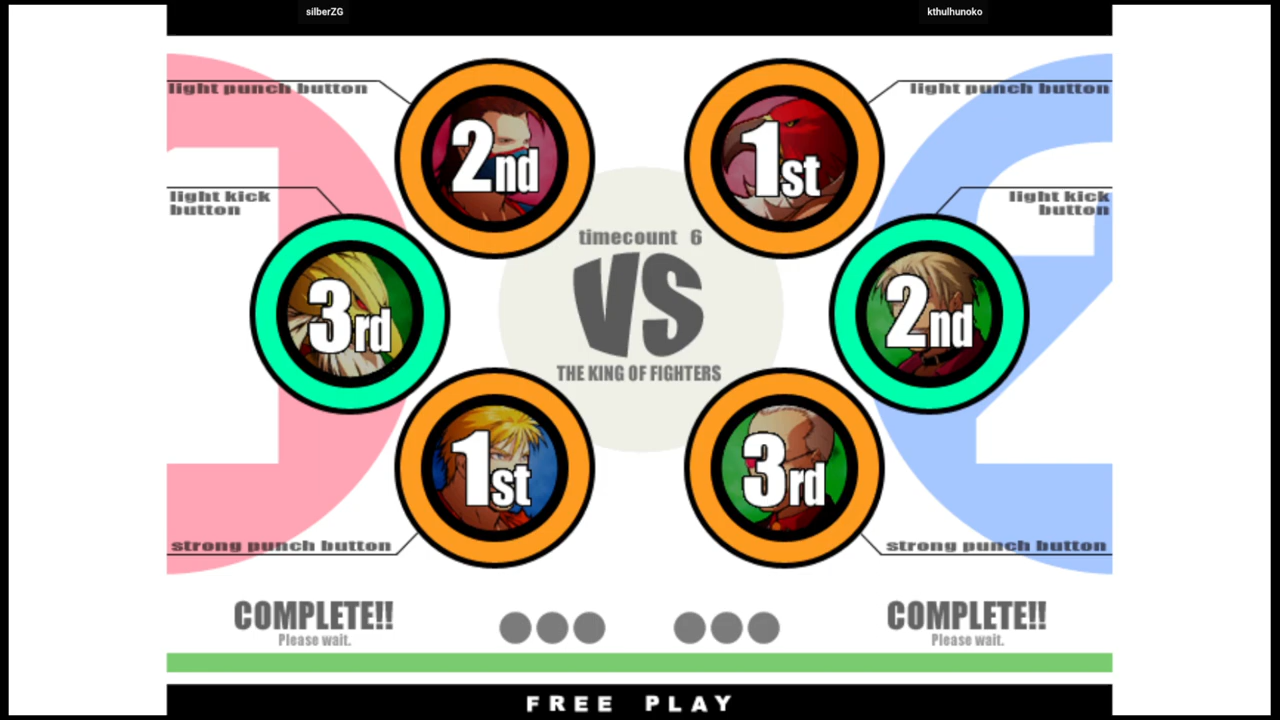 silberZG
kthulhunoko
light punch button
light punch button
2nd
1st
light kick
button
light kick
button
timecount 6
VS
3rd
2nd
THE KING OF FIGHTERS
1st
3rd
strong punch button
strong punch button
COMPLETE!!
Please wait.
COMPLETE!!
Please wait.
FREE PLAY
1
2